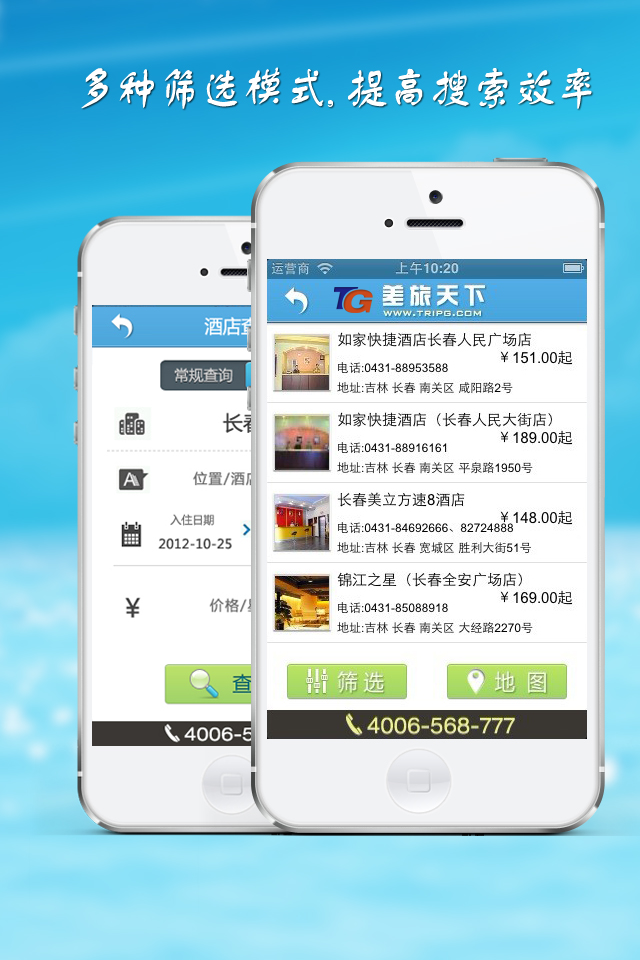 多种筛选模式,提高搜索效率
酒店查
常规查询
长春
位置/酒店
入住日期
2012-10-25
¥
价格/星
查
4006-5
运营商
上午10:20
TG 差旅天下
WWW.TRIPG.COM
如家快捷酒店长春人民广场店
¥151.00起
电话:0431-88953588
地址:吉林 长春 南关区 咸阳路2号
如家快捷酒店（长春人民大街店）
¥189.00起
电话:0431-88916161
地址:吉林 长春 南关区 平泉路1950号
长春美立方速8酒店
¥148.00起
电话:0431-84692666、82724888
地址:吉林 长春 宽城区 胜利大街51号
锦江之星（长春全安广场店）
¥169.00起
电话:0431-85088918
地址:吉林 长春 南关区 大经路2270号
筛选
地图
4006-568-777